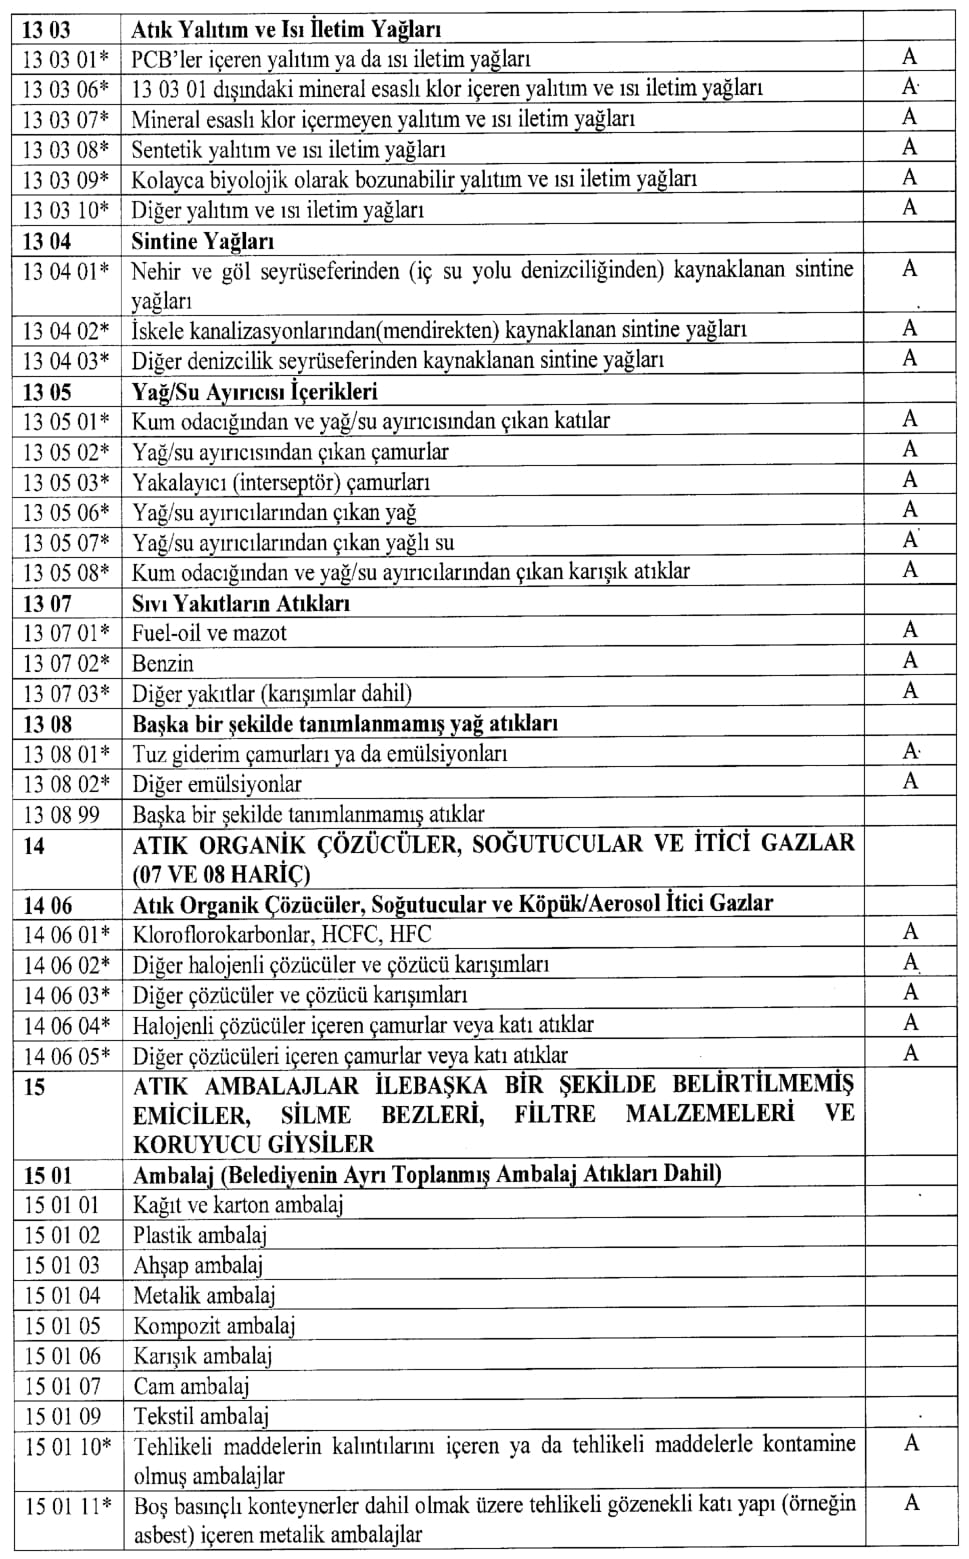 13 03 Atık Yalıtım ve Isı İletim Yağları
13 03 01* PCB’ler içeren yalıtım ya da ısı iletim yağları A
13 03 06* 13 03 01 dışındaki mineral esaslı klor içeren yalıtım ve ısı iletim yağları A
13 03 07* Mineral esaslı klor içermeyen yalıtım ve ısı iletim yağları A
13 03 08* Sentetik yalıtım ve ısı iletim yağları A
13 03 09* Kolayca biyolojik olarak bozunabilir yalıtım ve ısı iletim yağları A
13 03 10* Diğer yalıtım ve ısı iletim yağları A
13 04 Sintine Yağları
13 04 01* Nehir ve göl seyrüseferinden (iç su yolu denizciliğinden) kaynaklanan sintine A
yağları
13 04 02* İskele kanalizasyonlarından(mendirekten) kaynaklanan sintine yağları A
13 04 03* Diğer denizcilik seyrüseferinden kaynaklanan sintine yağları A
13 05 Yağ/Su Ayırıcısı İçerikleri
13 05 01* Kum odacığından ve yağ/su ayırıcısından çıkan katılar A
13 05 02* Yağ/su ayırıcısından çıkan çamurlar A
13 05 03* Yakalayıcı (interseptör) çamurları A
13 05 06* Yağ/su ayırıcılarından çıkan yağ A
13 05 07* Yağ/su ayırıcılarından çıkan yağlı su A
13 05 08* Kum odacığından ve yağ/su ayırıcılarından çıkan karışık atıklar A
13 07 Sıvı Yakıtların Atıkları
13 07 01* Fuel-oil ve mazot A
13 07 02* Benzin A
13 07 03* Diğer yakıtlar (karışımlar dahil) A
13 08 Başka bir şekilde tanımlanmamış yağ atıkları
13 08 01* Tuz giderim çamurları ya da emülsiyonları A
13 08 02* Diğer emülsiyonlar A
13 08 99 Başka bir şekilde tanımlanmamış atıklar
14 ATIK ORGANİK ÇÖZÜCÜLER, SOĞUTUCULAR VE İTİCİ GAZLAR
(07 VE 08 HARİÇ)
14 06 Atık Organik Çözücüler, Soğutucular ve Köpük/Aerosol İtici Gazlar
14 06 01* Kloroflorokarbonlar, HCFC, HFC A
14 06 02* Diğer halojenli çözücüler ve çözücü karışımları A
14 06 03* Diğer çözücüler ve çözücü karışımları A
14 06 04* Halojenli çözücüler içeren çamurlar veya katı atıklar A
14 06 05* Diğer çözücüleri içeren çamurlar veya katı atıklar A
15 ATIK AMBALAJLAR İLEBAŞKA BİR ŞEKİLDE BELİRTİLMEMİŞ
EMİCİLER, SİLME BEZLERİ, FİLTRE MALZEMELERİ VE
KORUYUCU GİYSİLER
15 01 Ambalaj (Belediyenin Ayrı Toplanmış Ambalaj Atıkları Dahil)
15 01 01 Kağıt ve karton ambalaj
15 01 02 Plastik ambalaj
15 01 03 Ahşap ambalaj
15 01 04 Metalik ambalaj
15 01 05 Kompozit ambalaj
15 01 06 Karışık ambalaj
15 01 07 Cam ambalaj
15 01 09 Tekstil ambalaj
15 01 10* Tehlikeli maddelerin kalıntılarını içeren ya da tehlikeli maddelerle kontamine A
olmuş ambalajlar
15 01 11* Boş basınçlı konteynerler dahil olmak üzere tehlikeli gözenekli katı yapı (örneğin A
asbest) içeren metalik ambalajlar